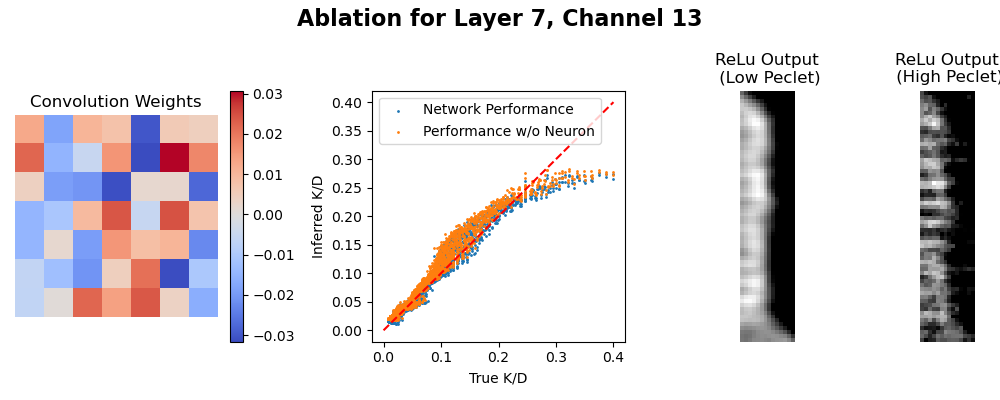 Ablation for Layer 7, Channel 13
Convolution Weights
0.03
0.02
0.01
0.00
−0.01
−0.02
−0.03
Inferred K/D
0.40
0.35
0.30
0.25
0.20
0.15
0.10
0.05
0.00
Network Performance
Performance w/o Neuron
0.0
0.1
0.2
0.3
0.4
True K/D
ReLu Output
(Low Peclet)
ReLu Output
(High Peclet)